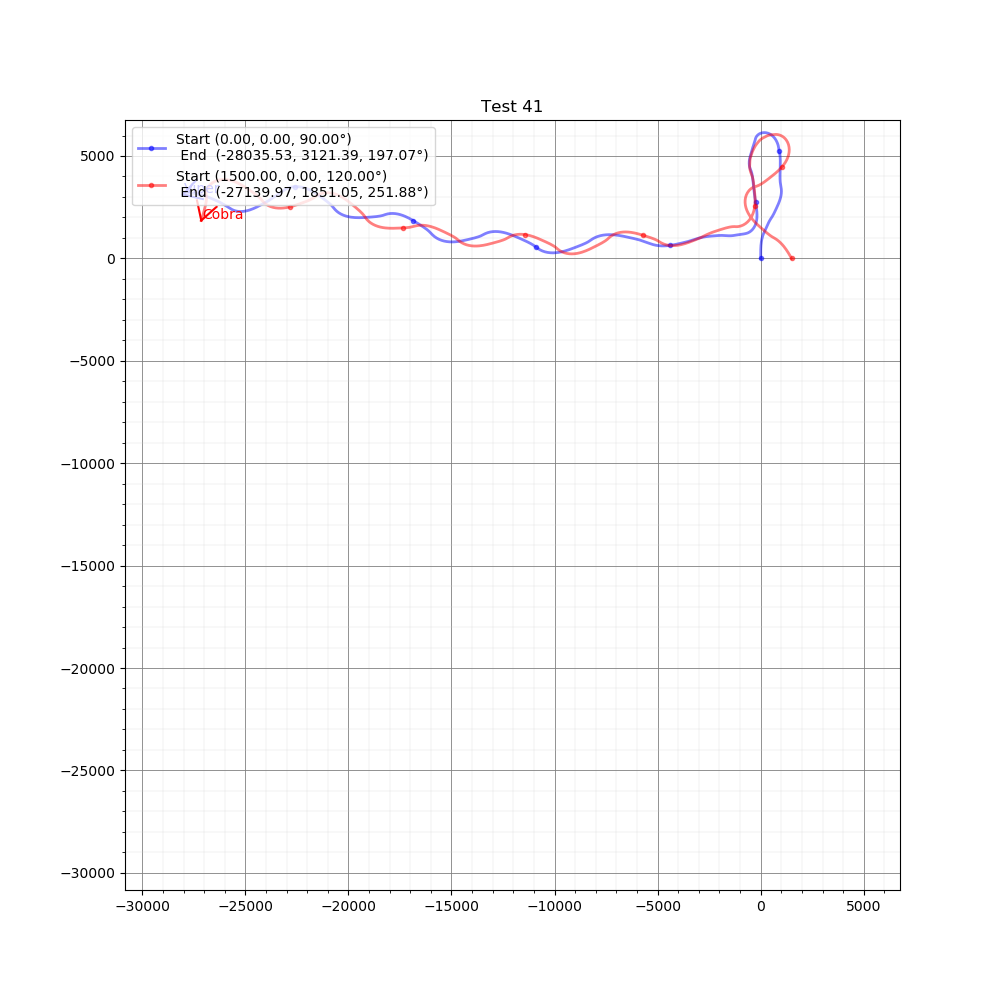 Test 41
Start (0.00, 0.00, 90.00°)
End (-28035.53, 3121.39, 197.07°)
Start (1500.00, 0.00, 120.00°)
End (-27139.97, 1851.05, 251.88°)
Cobra
5000
0
−5000
−10000
−15000
−20000
−25000
−30000
−30000 −25000 −20000 −15000 −10000 −5000 0 5000